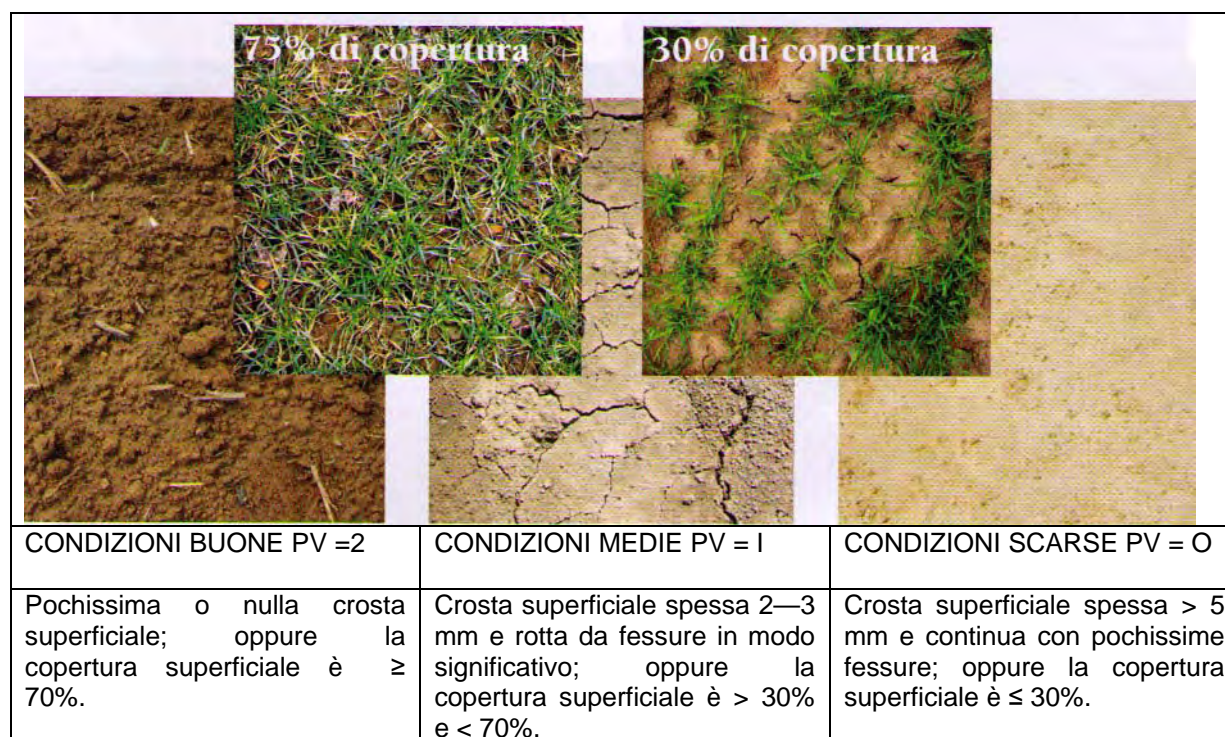 75% di copertura
30% di copertura
CONDIZIONI BUONE PV =2
CONDIZIONI MEDIE PV = I
CONDIZIONI SCARSE PV = O
Pochissima o nulla crosta
superficiale; oppure la
copertura superficiale è ≥
70%.
Crosta superficiale spessa 2—3
mm e rotta da fessure in modo
significativo; oppure la
copertura superficiale è > 30%
e < 70%.
Crosta superficiale spessa > 5
mm e continua con pochissime
fessure; oppure la copertura
superficiale è ≤ 30%.